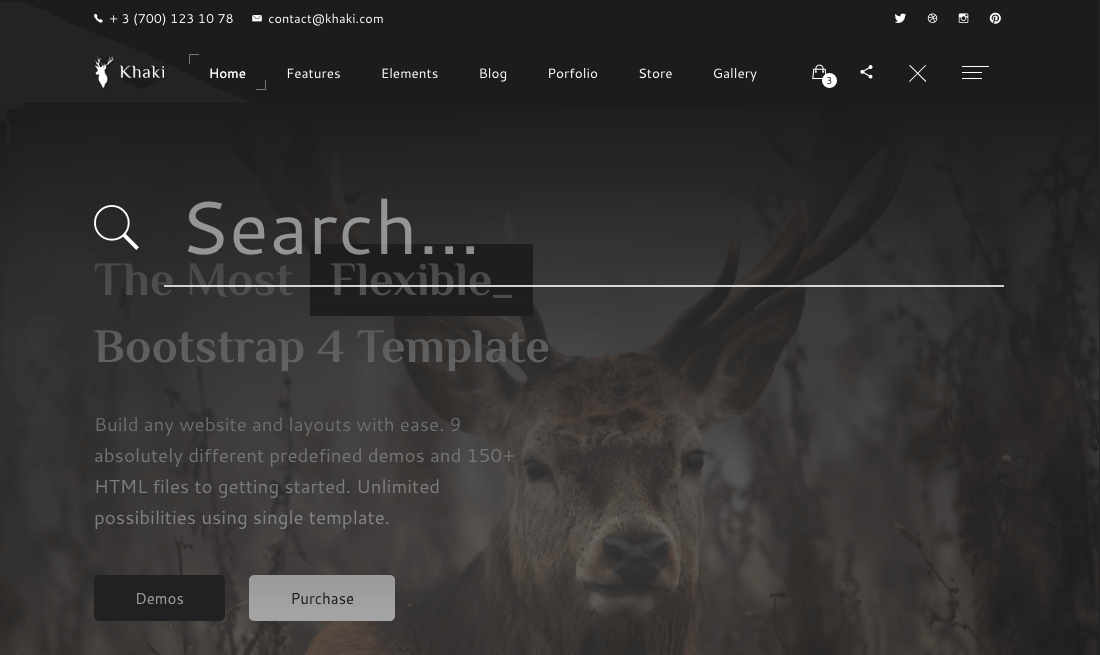 + 3 (700) 123 10 78 contact@khaki.com
Khaki Home Features Elements Blog Porfolio Store Gallery 3
Search...
The Most Flexible_
Bootstrap 4 Template
Build any website and layouts with ease. 9
absolutely different predefined demos and 150+
HTML files to getting started. Unlimited
possibilities using single template.
Demos Purchase